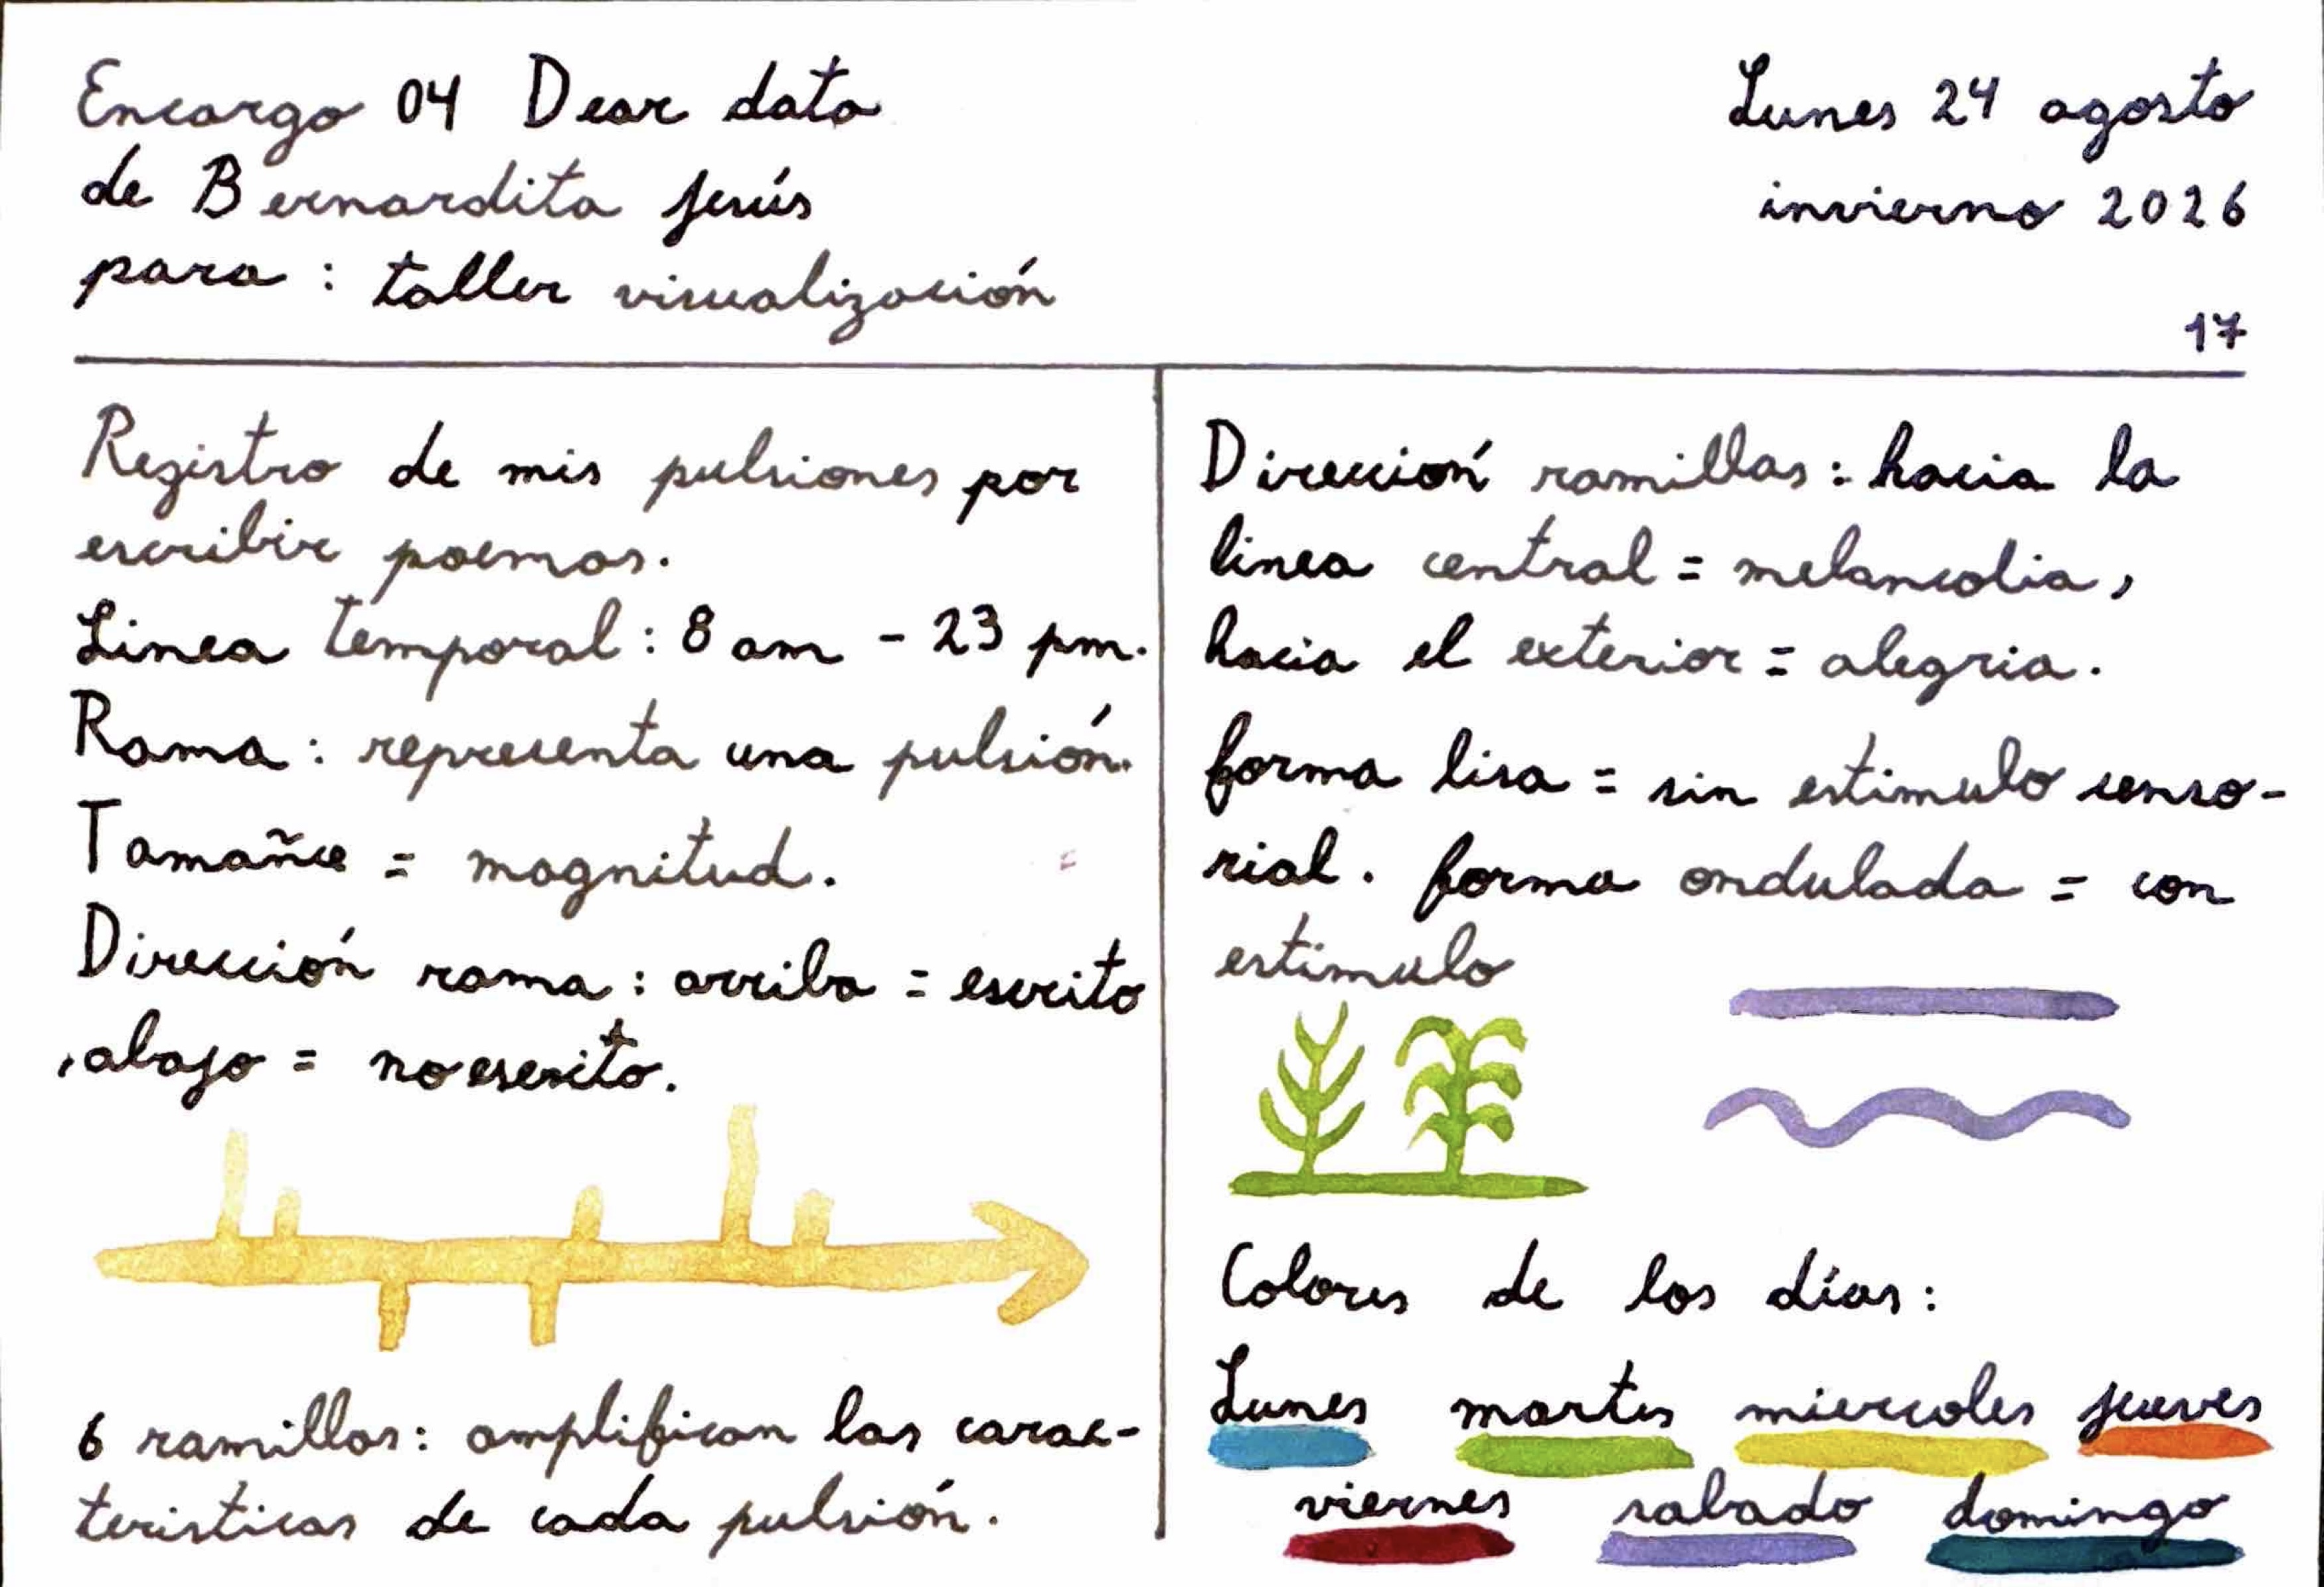 Encargo 04 Dear data
de Bernardita Jesús
para: taller visualización
Lunes 24 agosto
invierno 2026
17
Registro de mis pulsiones por
escribir poemas.
Linea temporal: 8 am - 23 pm.
Rama: representa una pulsión.
Tamaño = magnitud.
Dirección rama: arriba = escrito
, abajo = no escrito.
6 ramillas: amplifican las carac-
teristicas de cada pulsión.
Dirección ramillas: hacia la
linea central = melancolia,
hacia el exterior = alegria.
forma lisa = sin estimulo senso-
rial. forma ondulada = con
estimulo
Colores de los días:
Lunes martes miercoles jueves
viernes sabado domingo